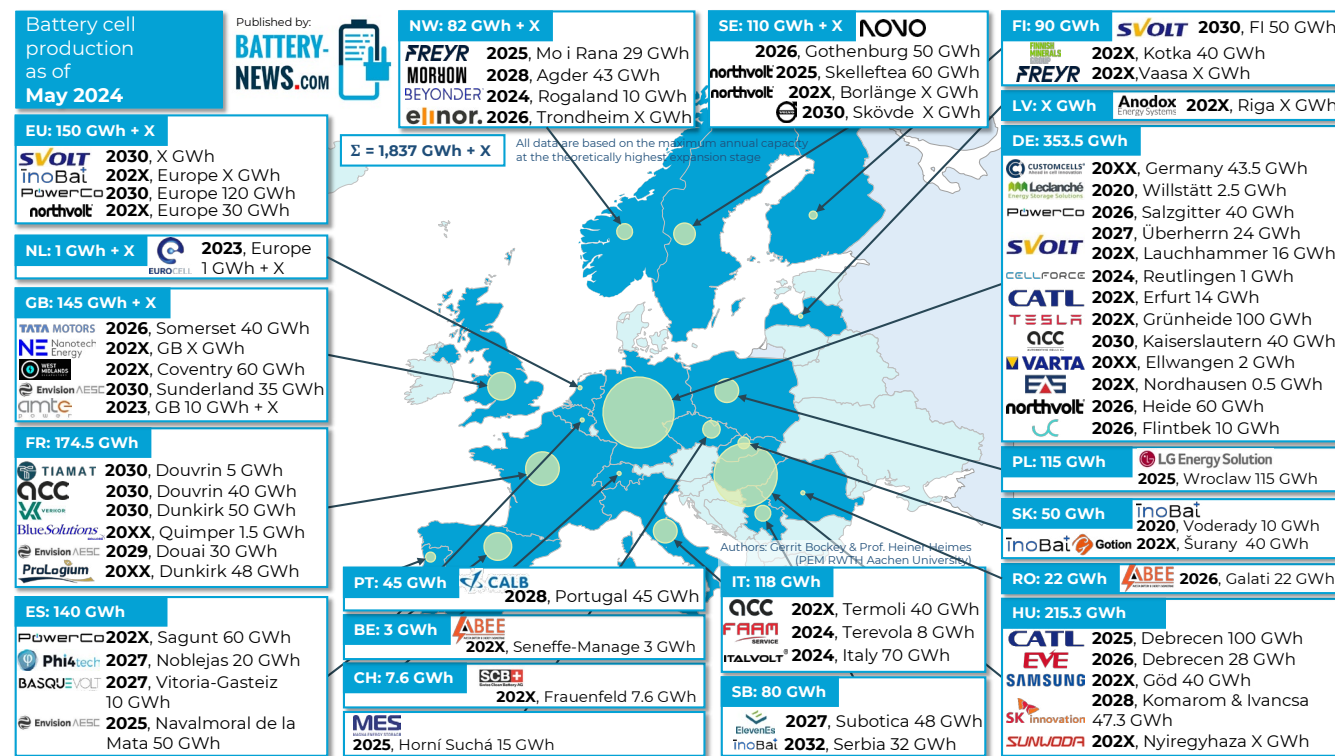 Battery cell
production
as of
May 2024
Published by:
BATTERY-
NEWS.COM
NW: 82 GWh + X
FREYR 2025, Mo i Rana 29 GWh
MORROW 2028, Agder 43 GWh
BEYONDER 2024, Rogaland 10 GWh
elinor. 2026, Trondheim X GWh
SE: 110 GWh + X
NOVO
2026, Gothenburg 50 GWh
northvolt 2025, Skelleftea 60 GWh
northvolt 202X, Borlänge X GWh
2030, Skövde X GWh
FI: 90 GWh
SVOLT 2030, FI 50 GWh
FINNISH
MINERALS
GROUP
202X, Kotka 40 GWh
FREYR 202X,Vaasa X GWh
LV: X GWh
Anodox
Energy Systems
202X, Riga X GWh
EU: 150 GWh + X
SVOLT 2030, X GWh
inoBat 202X, Europe X GWh
PowerCo 2030, Europe 120 GWh
northvolt 202X, Europe 30 GWh
Σ = 1,837 GWh + X
All data are based on the maximum annual capacity
at the theoretically highest expansion stage
NL: 1 GWh + X
EUROCELL
2023, Europe
1 GWh + X
GB: 145 GWh + X
TATA MOTORS 2026, Somerset 40 GWh
NE Nanotech
Energy
202X, GB X GWh
WEST
MIDLANDS
202X, Coventry 60 GWh
Envision AESC 2030, Sunderland 35 GWh
amte
power
2023, GB 10 GWh + X
FR: 174.5 GWh
TIAMAT 2030, Douvrin 5 GWh
acc 2030, Douvrin 40 GWh
VERKOR 2030, Dunkirk 50 GWh
BlueSolutions 20XX, Quimper 1.5 GWh
Envision AESC 2029, Douai 30 GWh
ProLogium 20XX, Dunkirk 48 GWh
ES: 140 GWh
PowerCo 202X, Sagunt 60 GWh
Phi4tech 2027, Noblejas 20 GWh
BASQUEVOLT 2027, Vitoria-Gasteiz
10 GWh
Envision AESC 2025, Navalmoral de la
Mata 50 GWh
DE: 353.5 GWh
CUSTOMCELLS 20XX, Germany 43.5 GWh
Leclanché
Energy Storage Solutions
2020, Willstätt 2.5 GWh
PowerCo 2026, Salzgitter 40 GWh
SVOLT 2027, Überherrn 24 GWh
202X, Lauchhammer 16 GWh
CELLFORCE 2024, Reutlingen 1 GWh
CATL 202X, Erfurt 14 GWh
TESLA 202X, Grünheide 100 GWh
acc 2030, Kaiserslautern 40 GWh
VARTA 20XX, Ellwangen 2 GWh
EAS 202X, Nordhausen 0.5 GWh
northvolt 2026, Heide 60 GWh
UC 2026, Flintbek 10 GWh
PL: 115 GWh
LG Energy Solution
2025, Wroclaw 115 GWh
SK: 50 GWh
inoBat
2020, Voderady 10 GWh
inoBat Gotion 202X, Šurany 40 GWh
RO: 22 GWh
ABEE 2026, Galati 22 GWh
HU: 215.3 GWh
CATL 2025, Debrecen 100 GWh
EVE 2026, Debrecen 28 GWh
SAMSUNG 202X, Göd 40 GWh
SK innovation 2028, Komarom & Ivancsa
47.3 GWh
SUNWODA 202X, Nyiregyhaza X GWh
Authors: Gerrit Bockey & Prof. Heiner Heimes
(PEM RWTH Aachen University)
PT: 45 GWh
CALB
2028, Portugal 45 GWh
BE: 3 GWh
ABEE
202X, Seneffe-Manage 3 GWh
CH: 7.6 GWh
SCB
Swiss Clean Battery AG
202X, Frauenfeld 7.6 GWh
MES
MAGNA ENERGY STORAGE
2025, Horní Suchá 15 GWh
IT: 118 GWh
acc 202X, Termoli 40 GWh
FAAM
SERVICE
2024, Terevola 8 GWh
ITALVOLT 2024, Italy 70 GWh
SB: 80 GWh
ElevenEs 2027, Subotica 48 GWh
inoBat 2032, Serbia 32 GWh